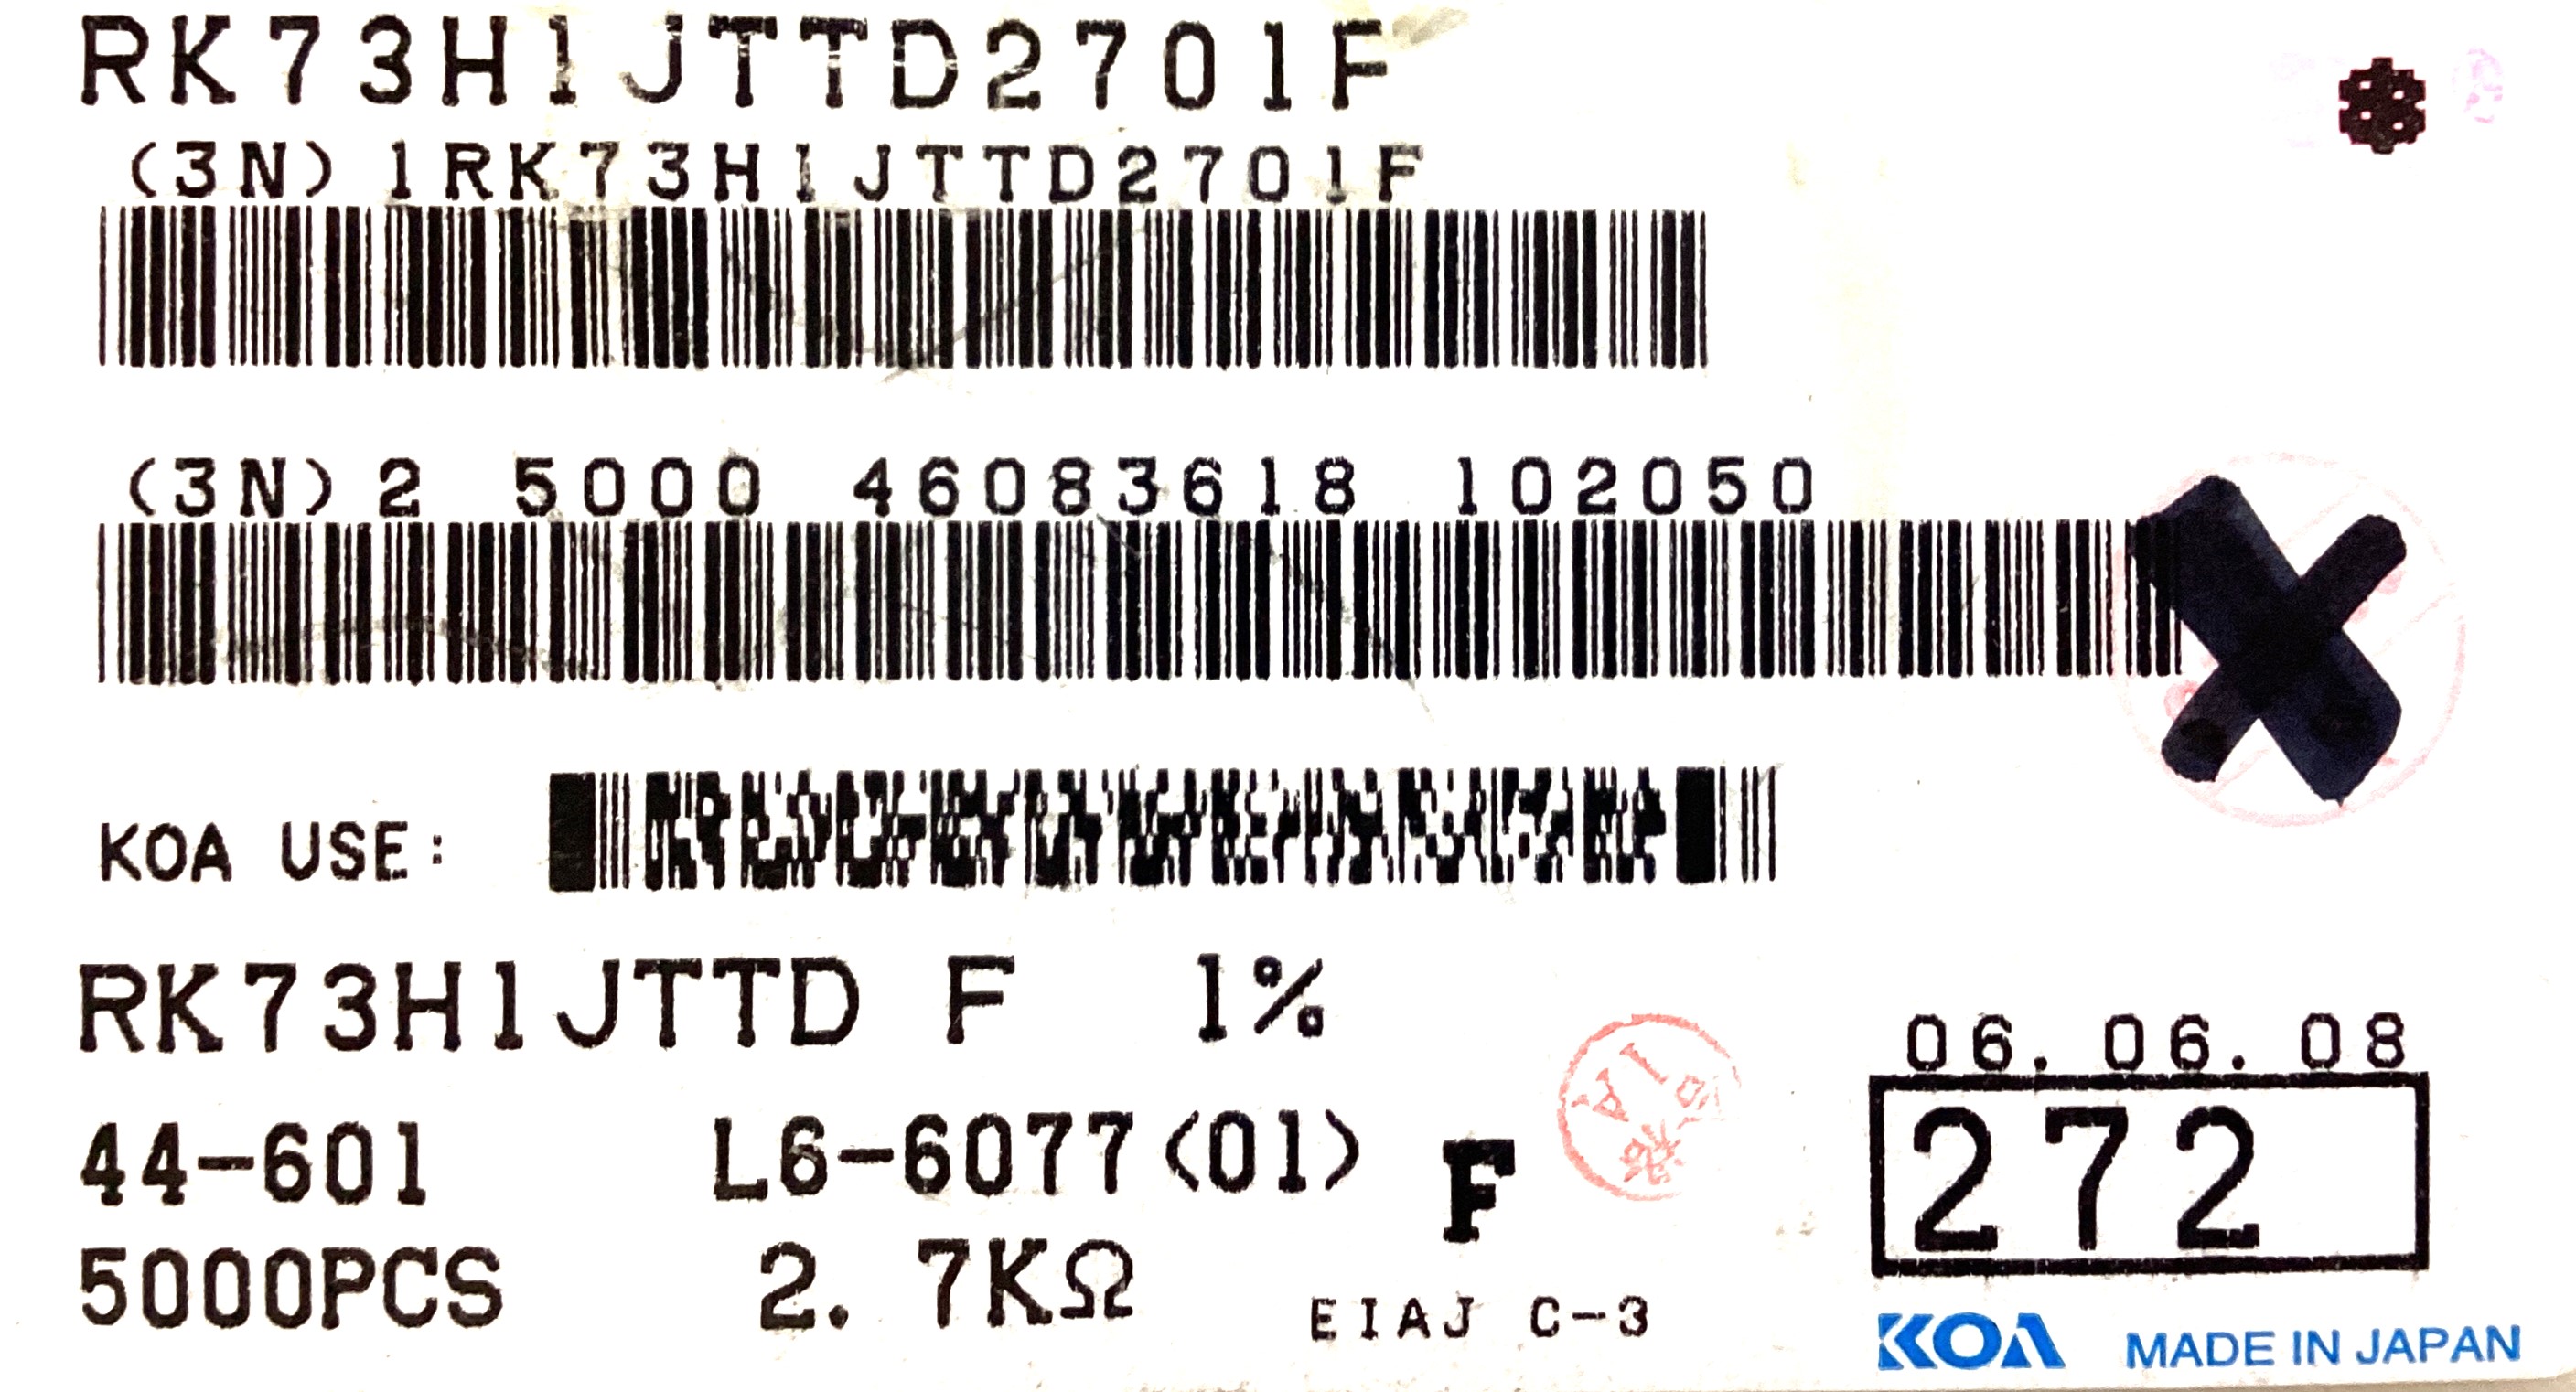 RK73H1JTTD2701F
(3N)1RK73H1JTTD2701F
(3N)2 5000 46083618 102050
KOA USE:
RK73H1JTTD F 1%
06.06.08
44-601 L6-6077<01> F 272
5000PCS 2.7KΩ EIAJ C-3
KOA MADE IN JAPAN